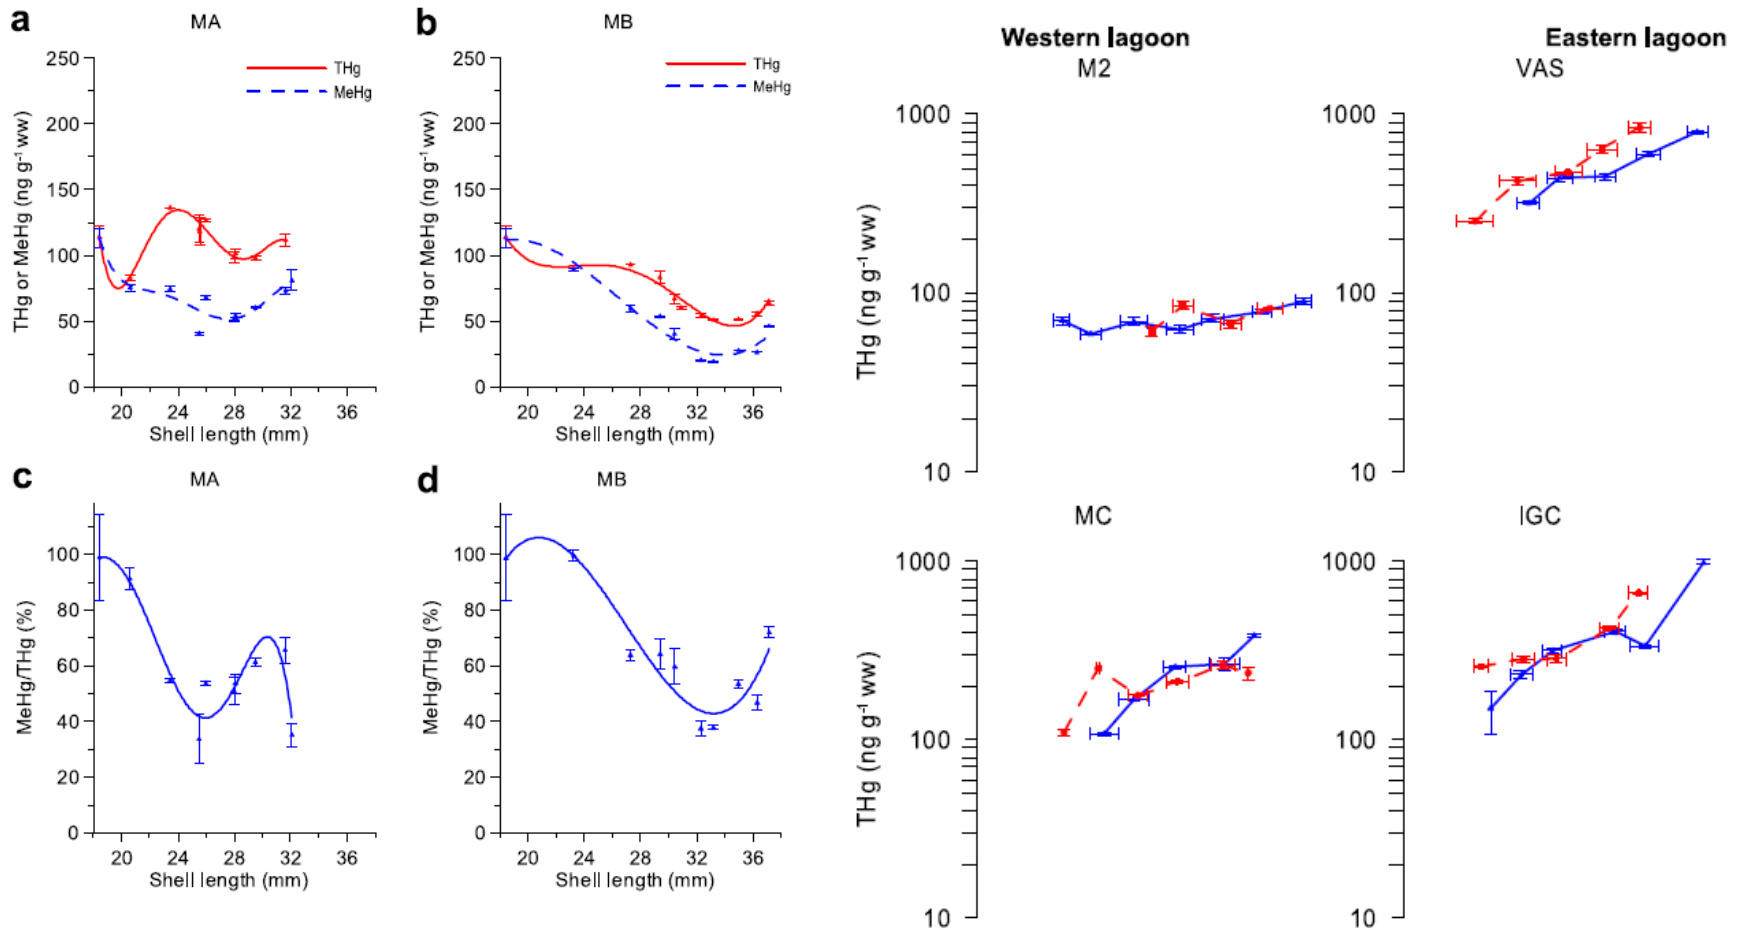 a
MA
250
200
150
100
50
0
THg or MeHg (ng g⁻¹ ww)
THg
MeHg
20 24 28 32 36
Shell length (mm)
b
MB
250
200
150
100
50
0
THg or MeHg (ng g⁻¹ ww)
THg
MeHg
20 24 28 32 36
Shell length (mm)
c
MA
100
80
60
40
20
0
MeHg/THg (%)
20 24 28 32 36
Shell length (mm)
d
MB
100
80
60
40
20
0
MeHg/THg (%)
20 24 28 32 36
Shell length (mm)
Western lagoon
M2
1000
100
10
THg (ng g g⁻¹ ww)
Eastern lagoon
VAS
1000
100
10
MC
1000
100
10
THg (ng g g⁻¹ ww)
IGC
1000
100
10